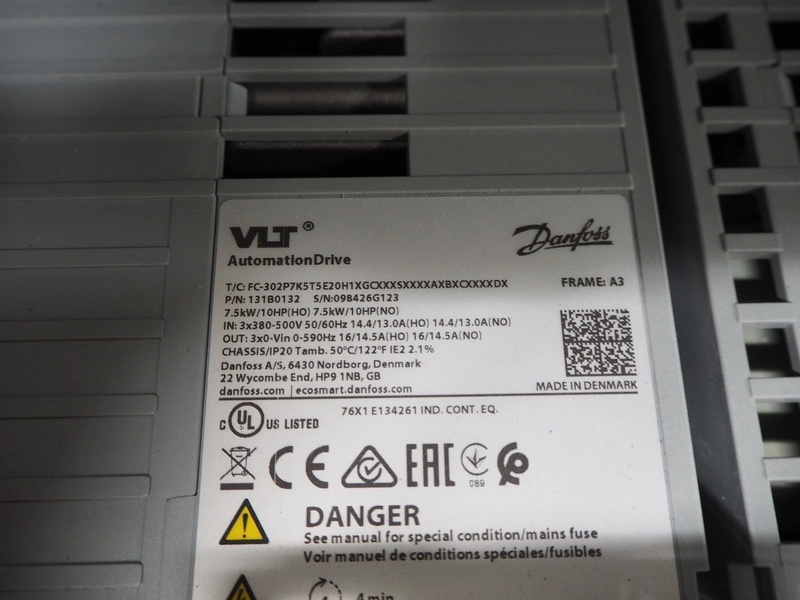 VLT ®
Danfoss
AutomationDrive
T/C: FC-302P7K5T5E20H1XGCXXXSXXXXAXBXCXXXXDX
FRAME: A3
P/N: 131B0132 S/N:098426G123
7.5kW/10HP(HO) 7.5kW/10HP(NO)
IN: 3x380-500V 50/60Hz 14.4/13.0A(HO) 14.4/13.0A(NO)
OUT: 3x0-Vin 0-590Hz 16/14.5A(HO) 16/14.5A(NO)
CHASSIS/IP20 Tamb. 50°C/122°F IE2 2.1%
Danfoss A/S, 6430 Nordborg, Denmark
22 Wycombe End, HP9 1NB, GB
danfoss.com | ecosmart.danfoss.com
MADE IN DENMARK
76X1 E134261 IND. CONT. EQ.
C UL US LISTED
CE EAC
089
DANGER
See manual for special condition/mains fuse
Voir manuel de conditions spéciales/fusibles
4 min